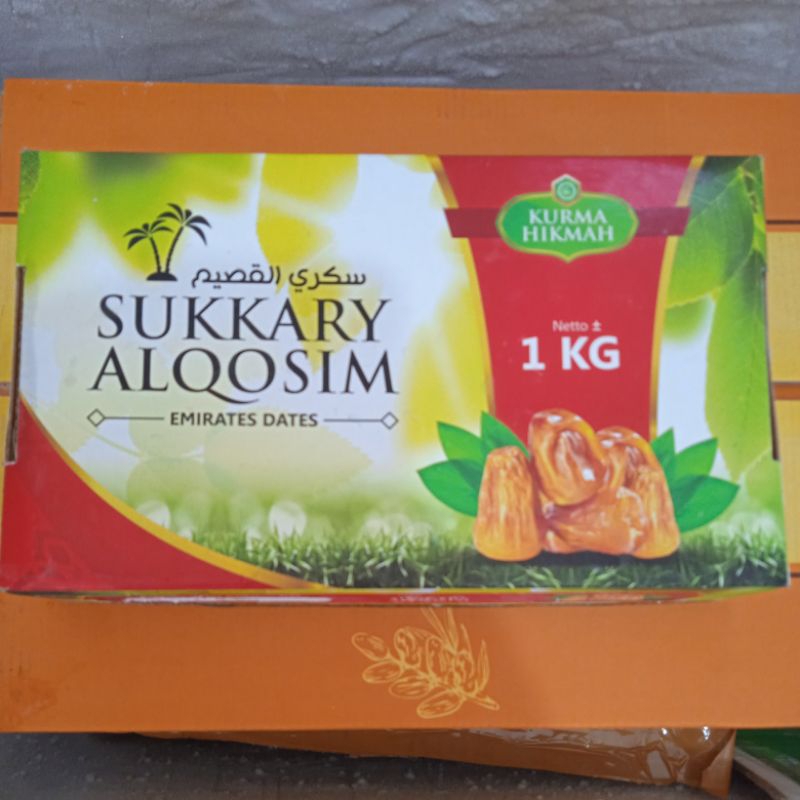 سكري القصيم
SUKKARY
ALQOSIM
EMIRATES DATES
KURMA
HIKMAH
Netto ±
1 KG